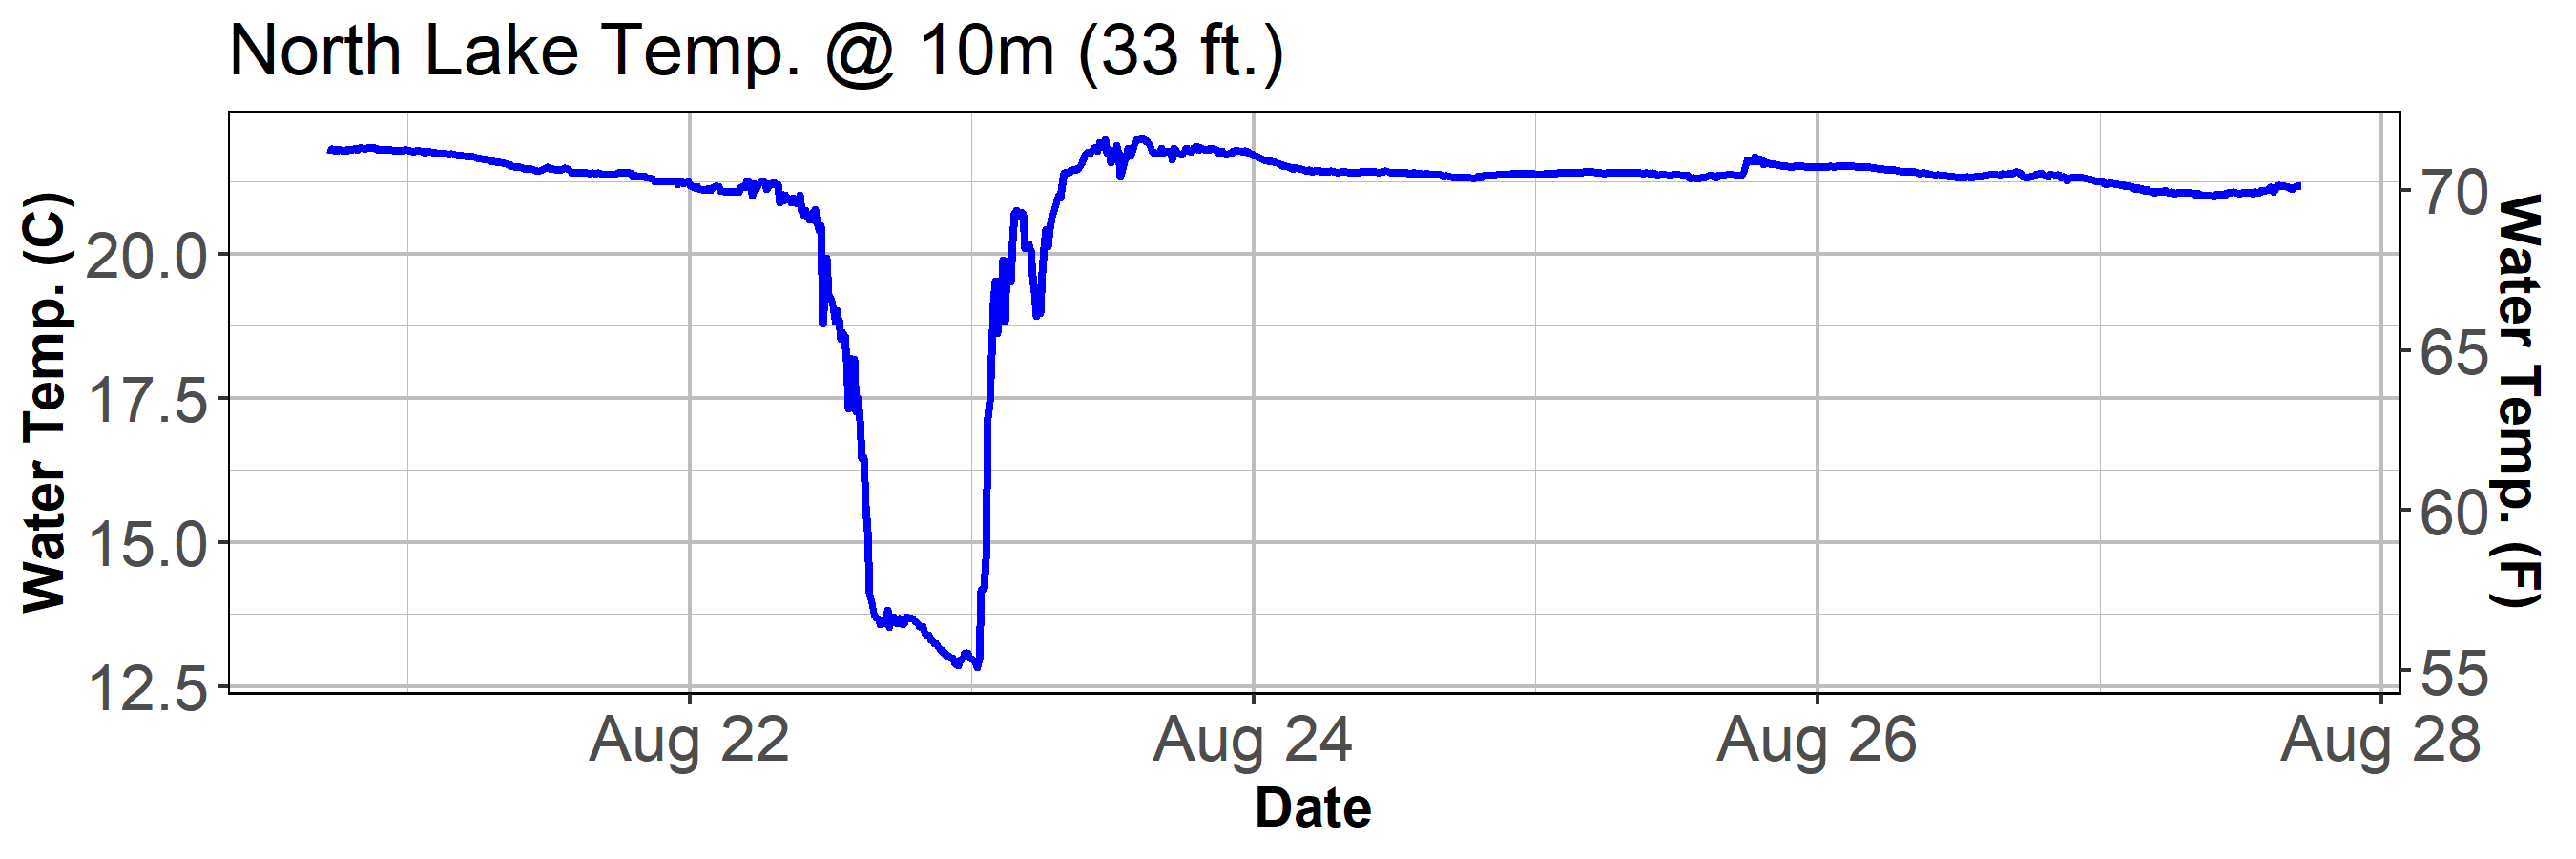 North Lake Temp. @ 10m (33 ft.)
Water Temp. (C)
20.0
17.5
15.0
12.5
70
65
60
55
Water Temp. (F)
Aug 22 Aug 24 Aug 26 Aug 28
Date